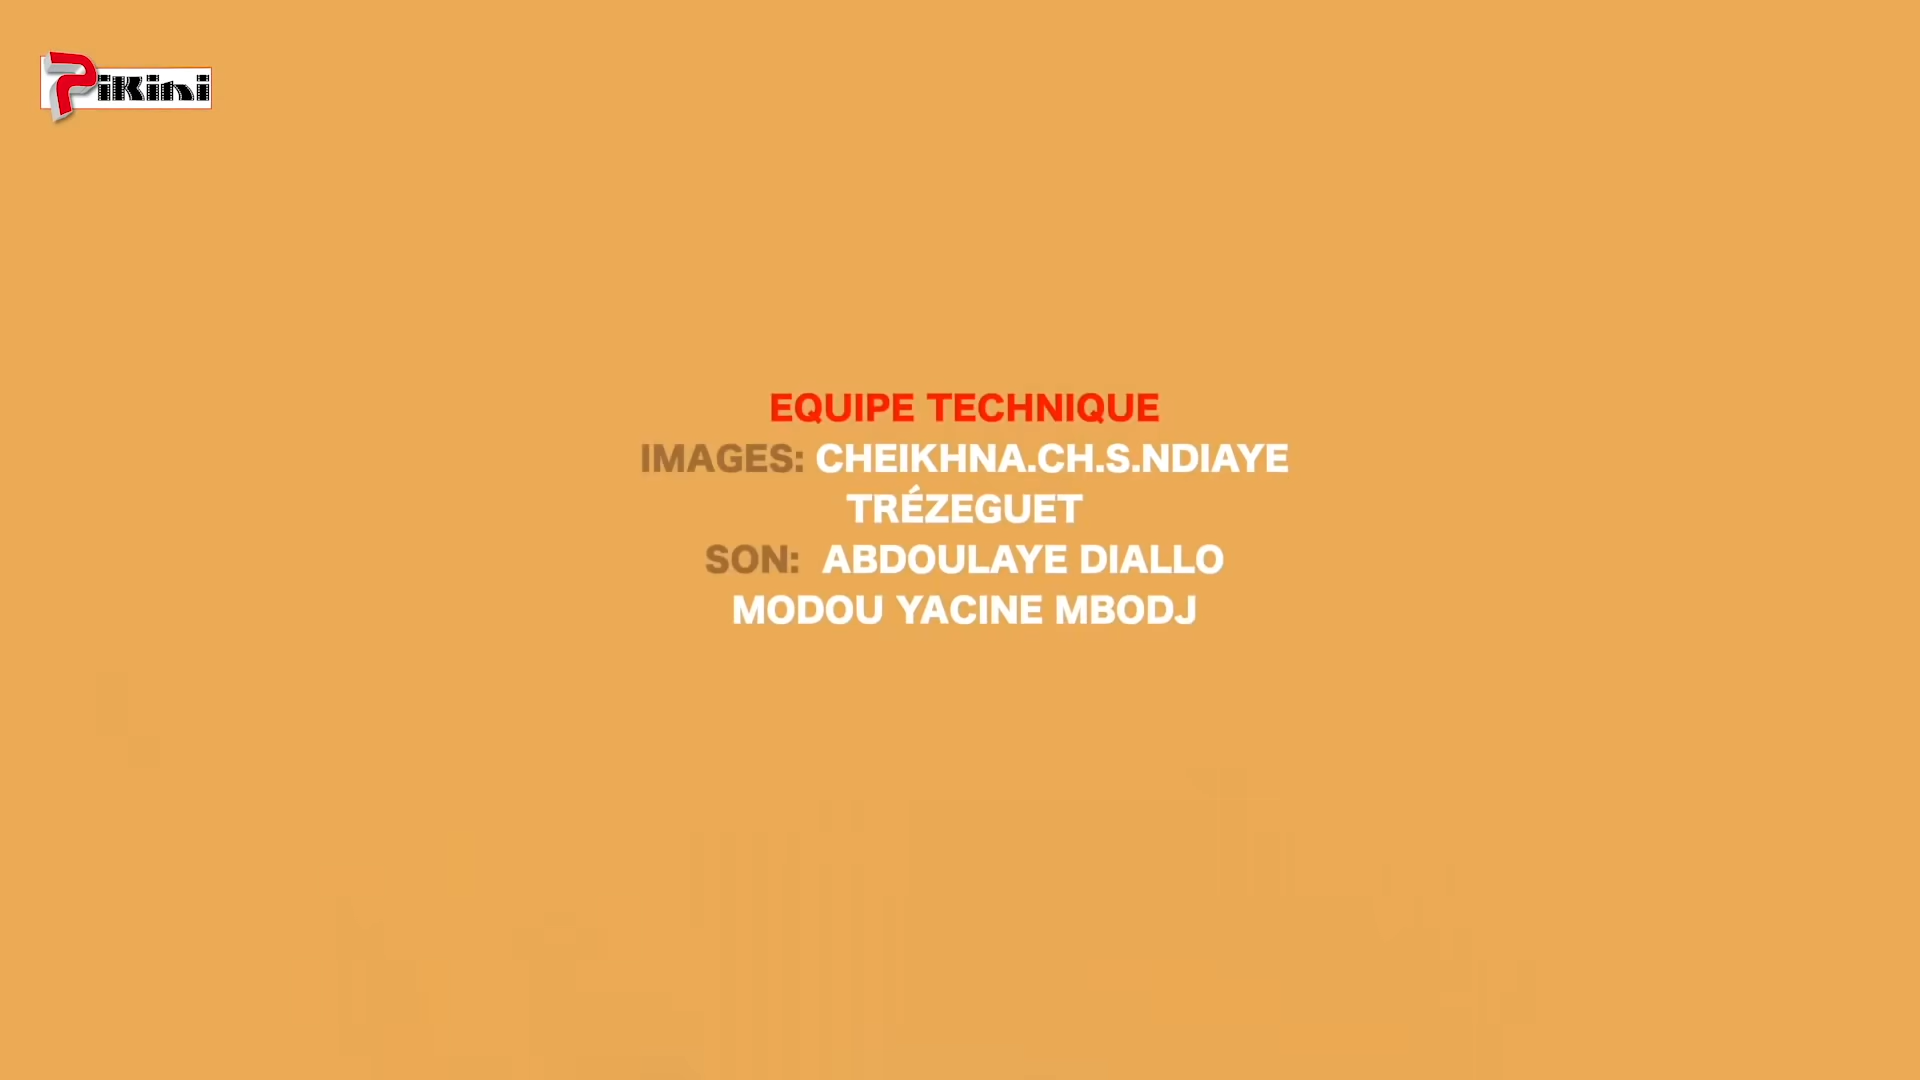 Pikini
EQUIPE TECHNIQUE
IMAGES: CHEIKHNA.CH.S.NDIAYE
TRÉZEGUET
SON: ABDOULAYE DIALLO
MODOU YACINE MBODJ